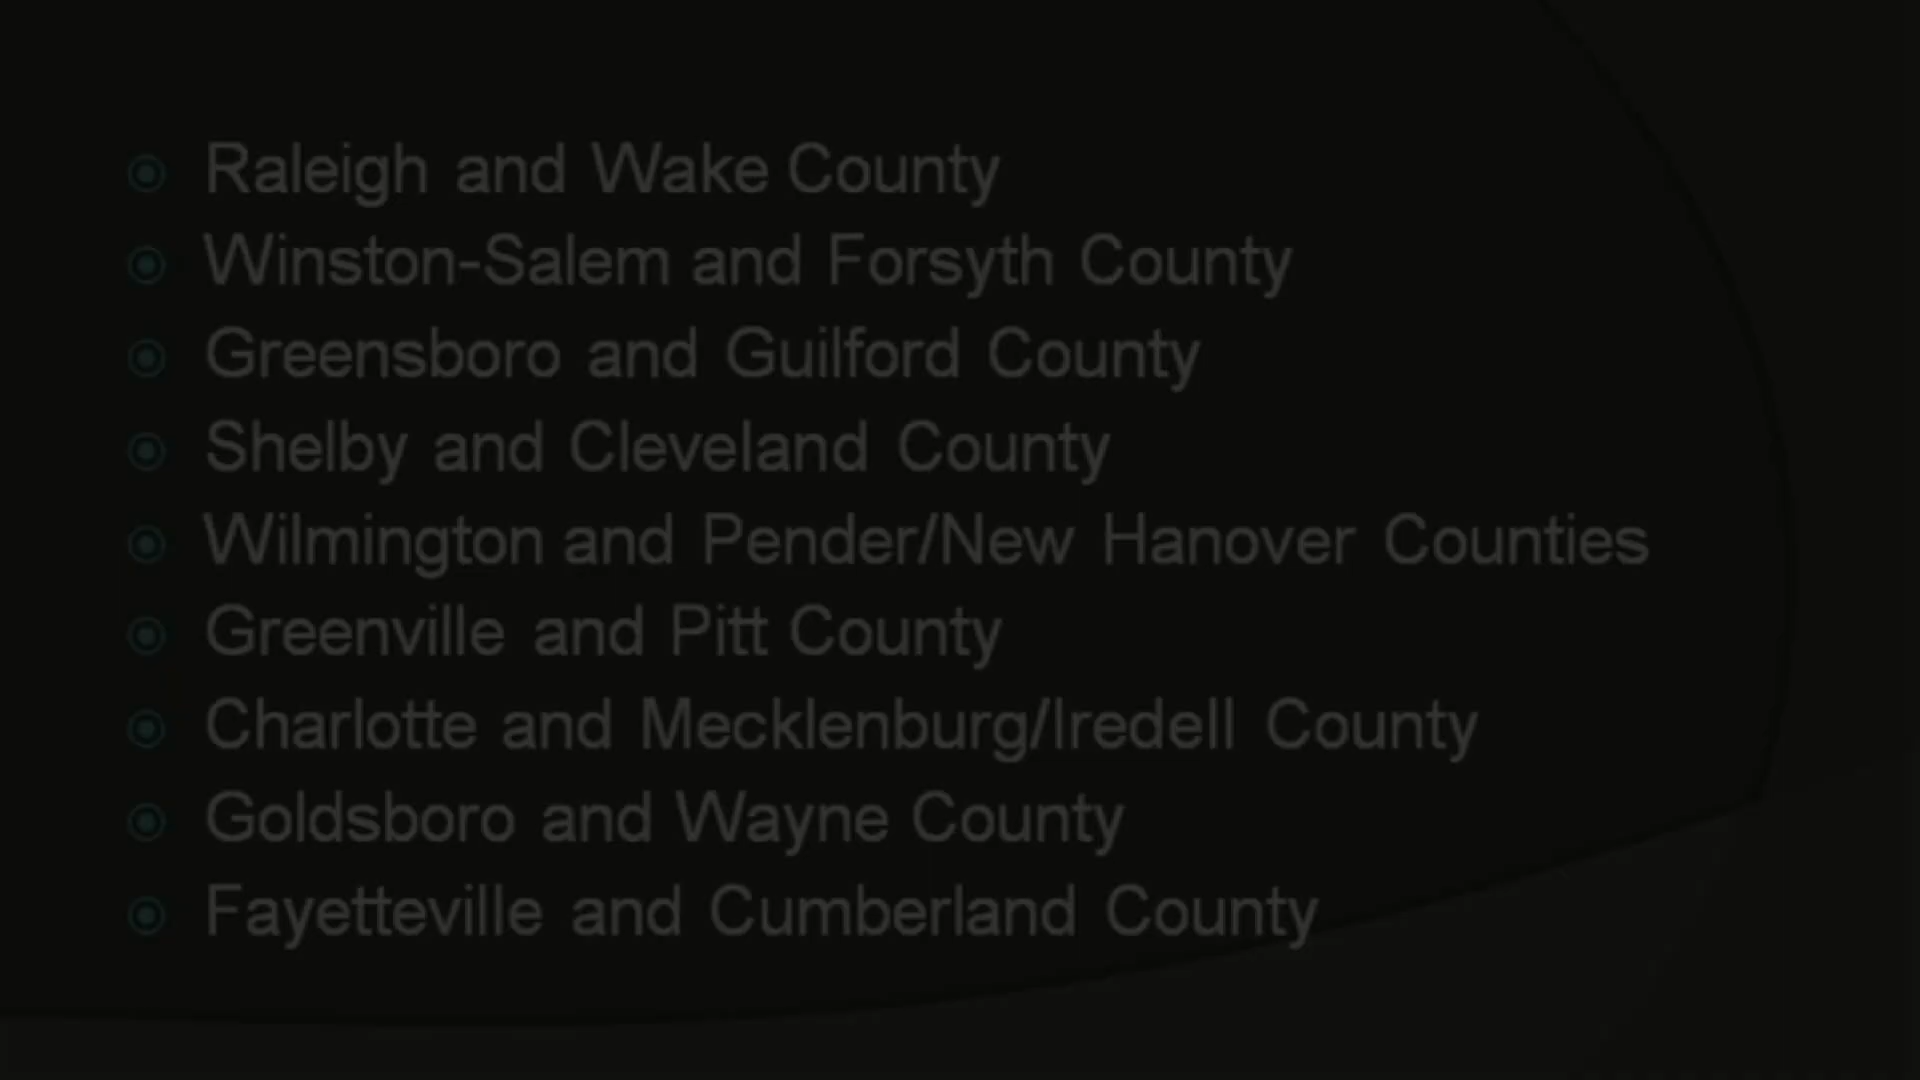 Raleigh and Wake County
Winston-Salem and Forsyth County
Greensboro and Guilford County
Shelby and Cleveland County
Wilmington and Pender/New Hanover Counties
Greenville and Pitt County
Charlotte and Mecklenburg/Iredell County
Goldsboro and Wayne County
Fayetteville and Cumberland County